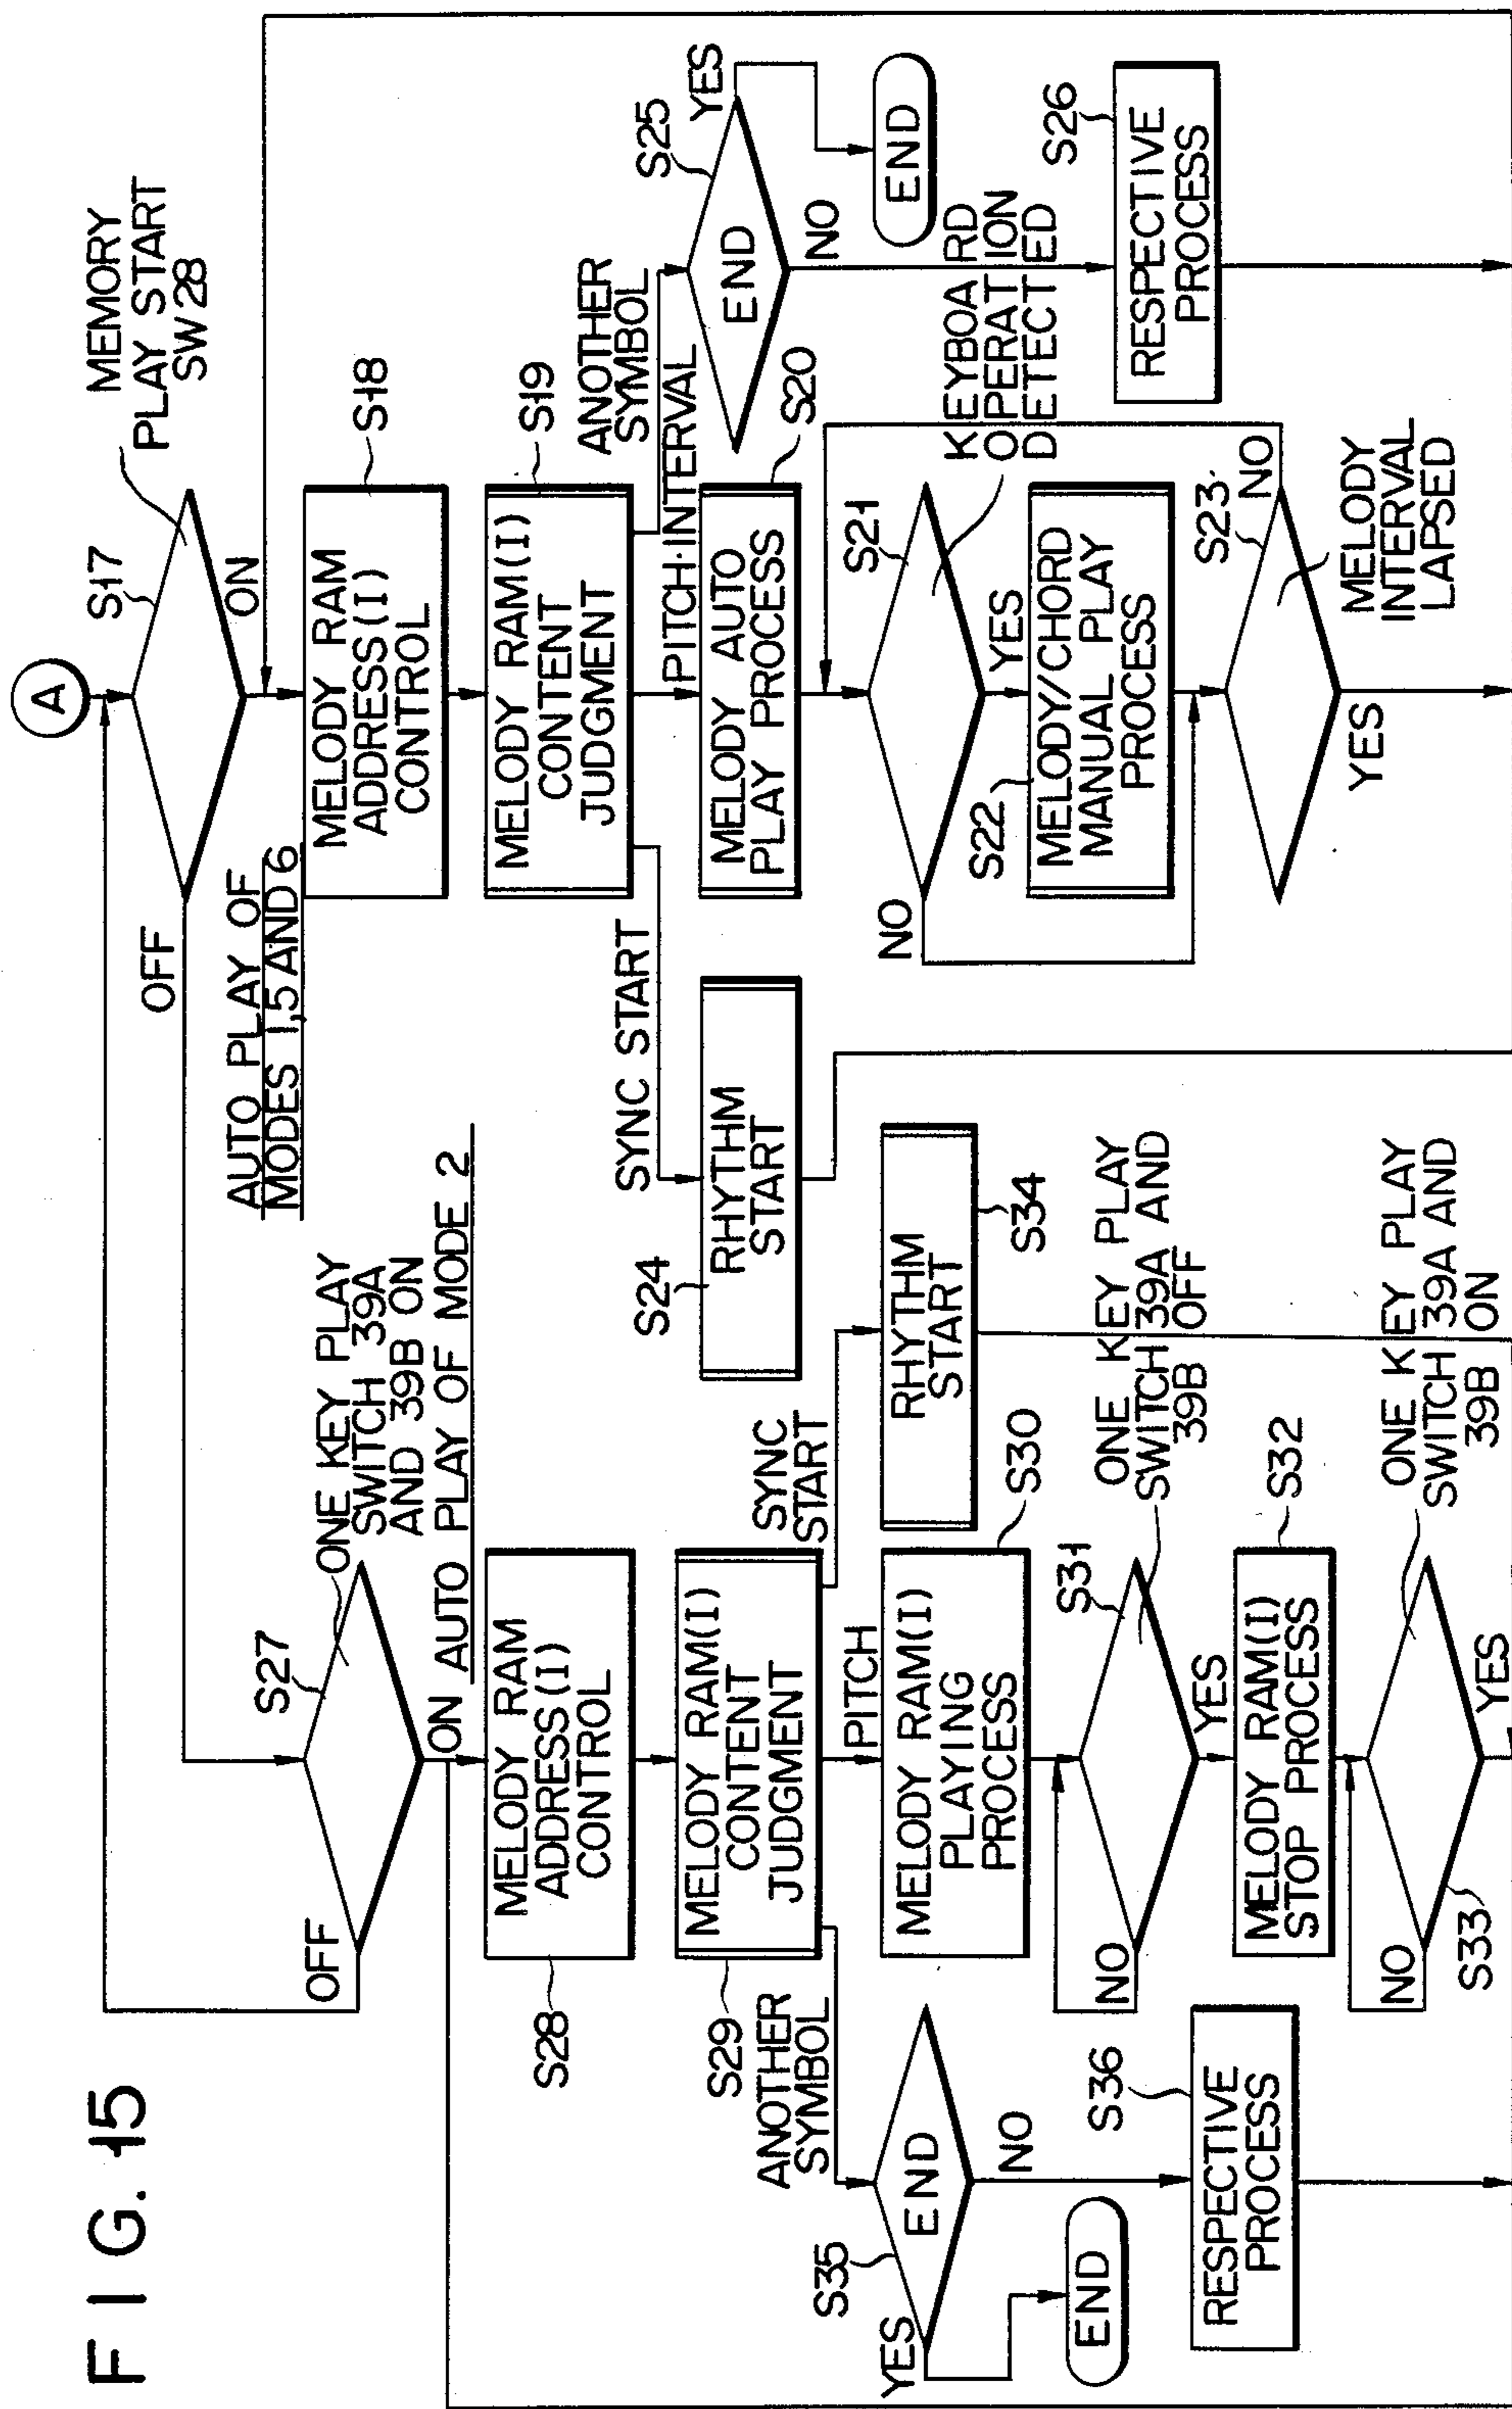 FIG. 15
A
S17
MEMORY
PLAY START
SW 28
OFF
ON
AUTO PLAY OF
MODES 1,5 AND 6
S18
MELODY RAM
ADDRESS(I)
CONTROL
S19
MELODY RAM(I)
CONTENT
JUDGMENT
SYNC START
PITCH·INTERVAL
ANOTHER
SYMBOL
S20
MELODY AUTO
PLAY PROCESS
S21
KEYBOARD
OPERATION
DETECTED
NO
YES
S22
MELODY/CHORD
MANUAL PLAY
PROCESS
S23
NO
MELODY
INTERVAL
LAPSED
YES
S24
RHYTHM
START
S25
END
YES
END
NO
S26
RESPECTIVE
PROCESS
S27
ONE KEY PLAY
SWITCH 39A
AND 39B ON
OFF
ON
AUTO
PLAY OF MODE 2
S28
MELODY RAM
ADDRESS(I)
CONTROL
S29
MELODY RAM(I)
CONTENT
JUDGMENT
ANOTHER
SYMBOL
PITCH
SYNC
START
S30
MELODY RAM(I)
PLAYING
PROCESS
S34
RHYTHM
START
S31
ONE KEY PLAY
SWITCH 39A AND
39B OFF
NO
YES
S32
MELODY RAM(I)
STOP PROCESS
S33
ONE KEY PLAY
SWITCH 39A AND
39B ON
NO
YES
S35
END
YES
END
NO
S36
RESPECTIVE
PROCESS